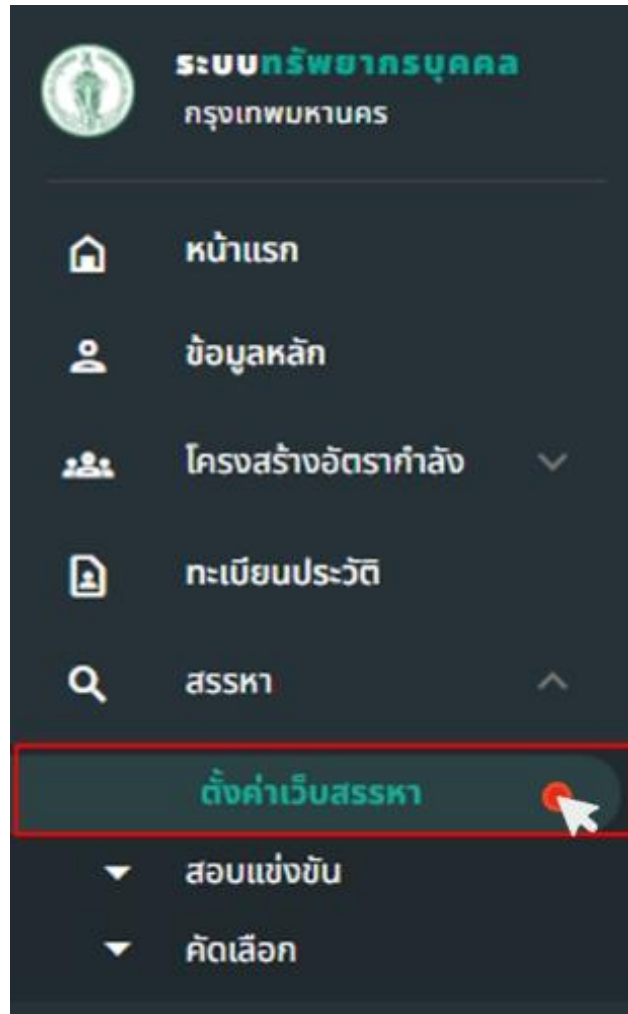 ระบบทรัพยากรบุคคล
กรุงเทพมหานคร
หน้าแรก
ข้อมูลหลัก
โครงสร้างอัตรากำลัง
ทะเบียนประวัติ
สรรหา
ตั้งค่าเว็บสรรหา
สอบแข่งขัน
คัดเลือก